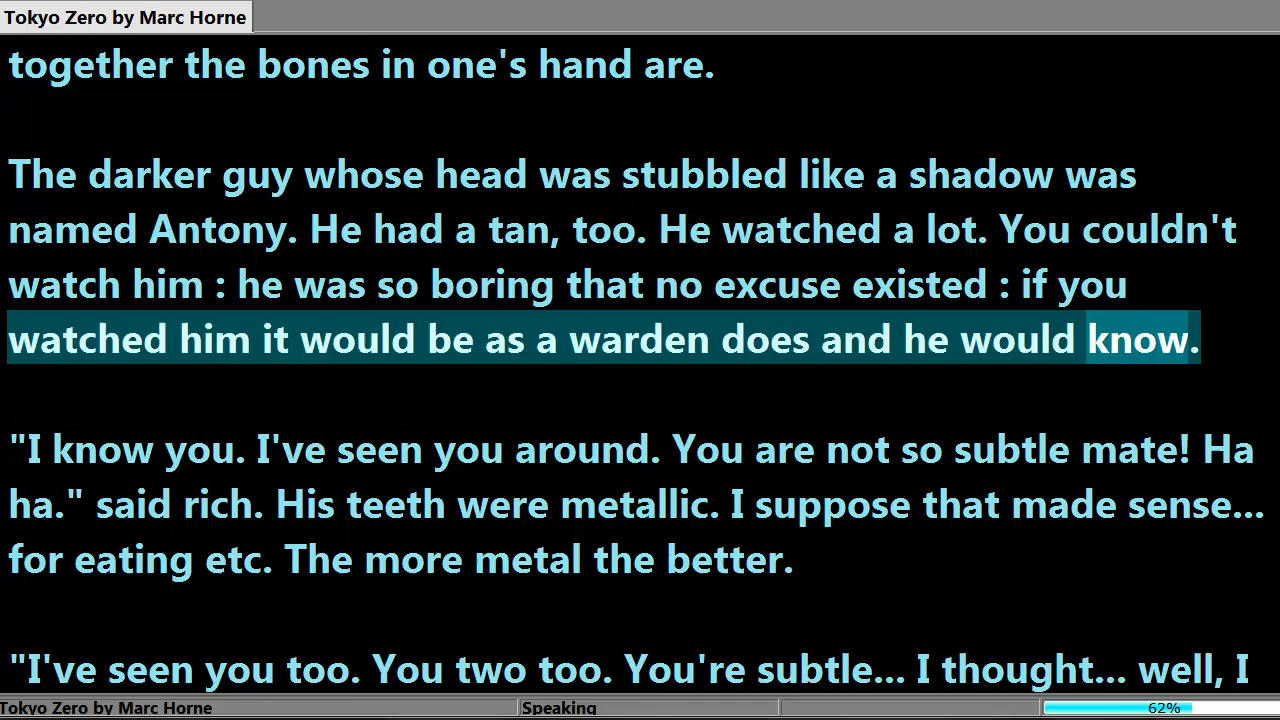 Tokyo Zero by Marc Horne
together the bones in one's hand are.
The darker guy whose head was stubbled like a shadow was
named Antony. He had a tan, too. He watched a lot. You couldn't
watch him : he was so boring that no excuse existed : if you
watched him it would be as a warden does and he would know.
"I know you. I've seen you around. You are not so subtle mate! Ha
ha." said rich. His teeth were metallic. I suppose that made sense...
for eating etc. The more metal the better.
"I've seen you too. You two too. You're subtle... I thought... well, I
Tokyo Zero by Marc Horne Speaking 62%